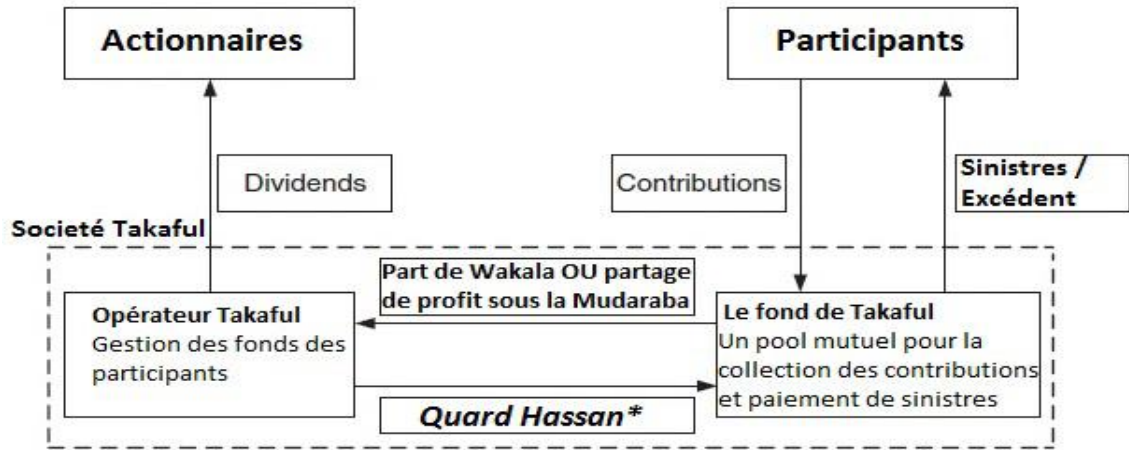 Actionnaires
Participants
Dividends
Contributions
Sinistres /
Excédent
Societé Takaful
Part de Wakala OU partage
de profit sous la Mudaraba
Opérateur Takaful
Gestion des fonds des
participants
Le fond de Takaful
Un pool mutuel pour la
collection des contributions
et paiement de sinistres
Quard Hassan*